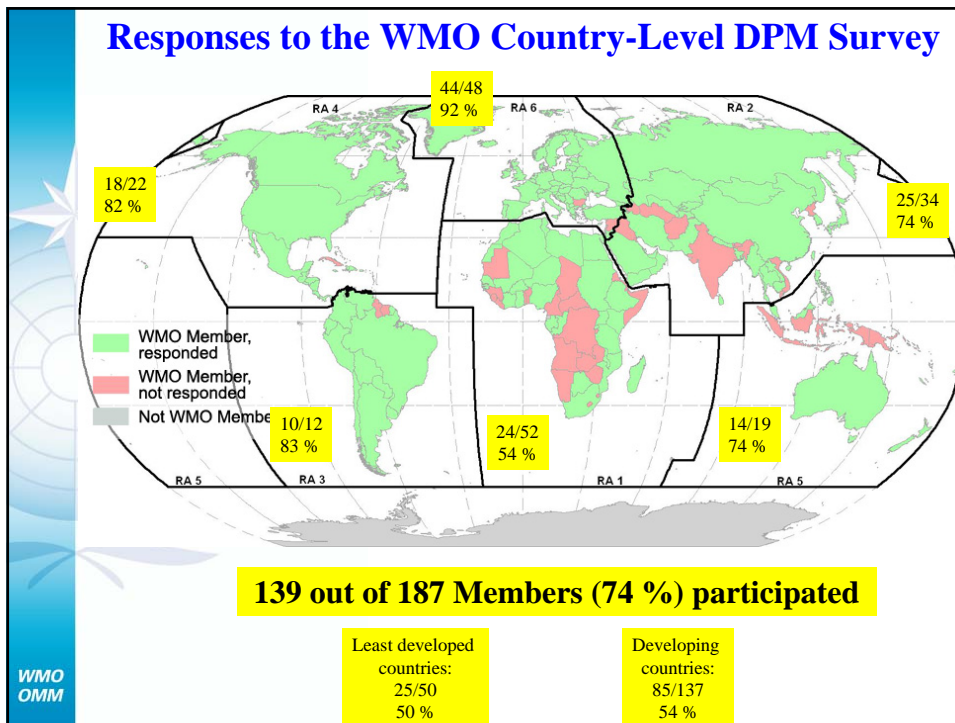 Responses to the WMO Country-Level DPM Survey
44/48
92 %
RA 4
RA 6
RA 2
18/22
82 %
25/34
74 %
WMO Member,
responded
WMO Member,
not responded
Not WMO Membe
10/12
83 %
24/52
54 %
14/19
74 %
RA 5
RA 3
RA 1
RA 5
139 out of 187 Members (74 %) participated
Least developed
countries:
25/50
50 %
Developing
countries:
85/137
54 %
WMO
OMM